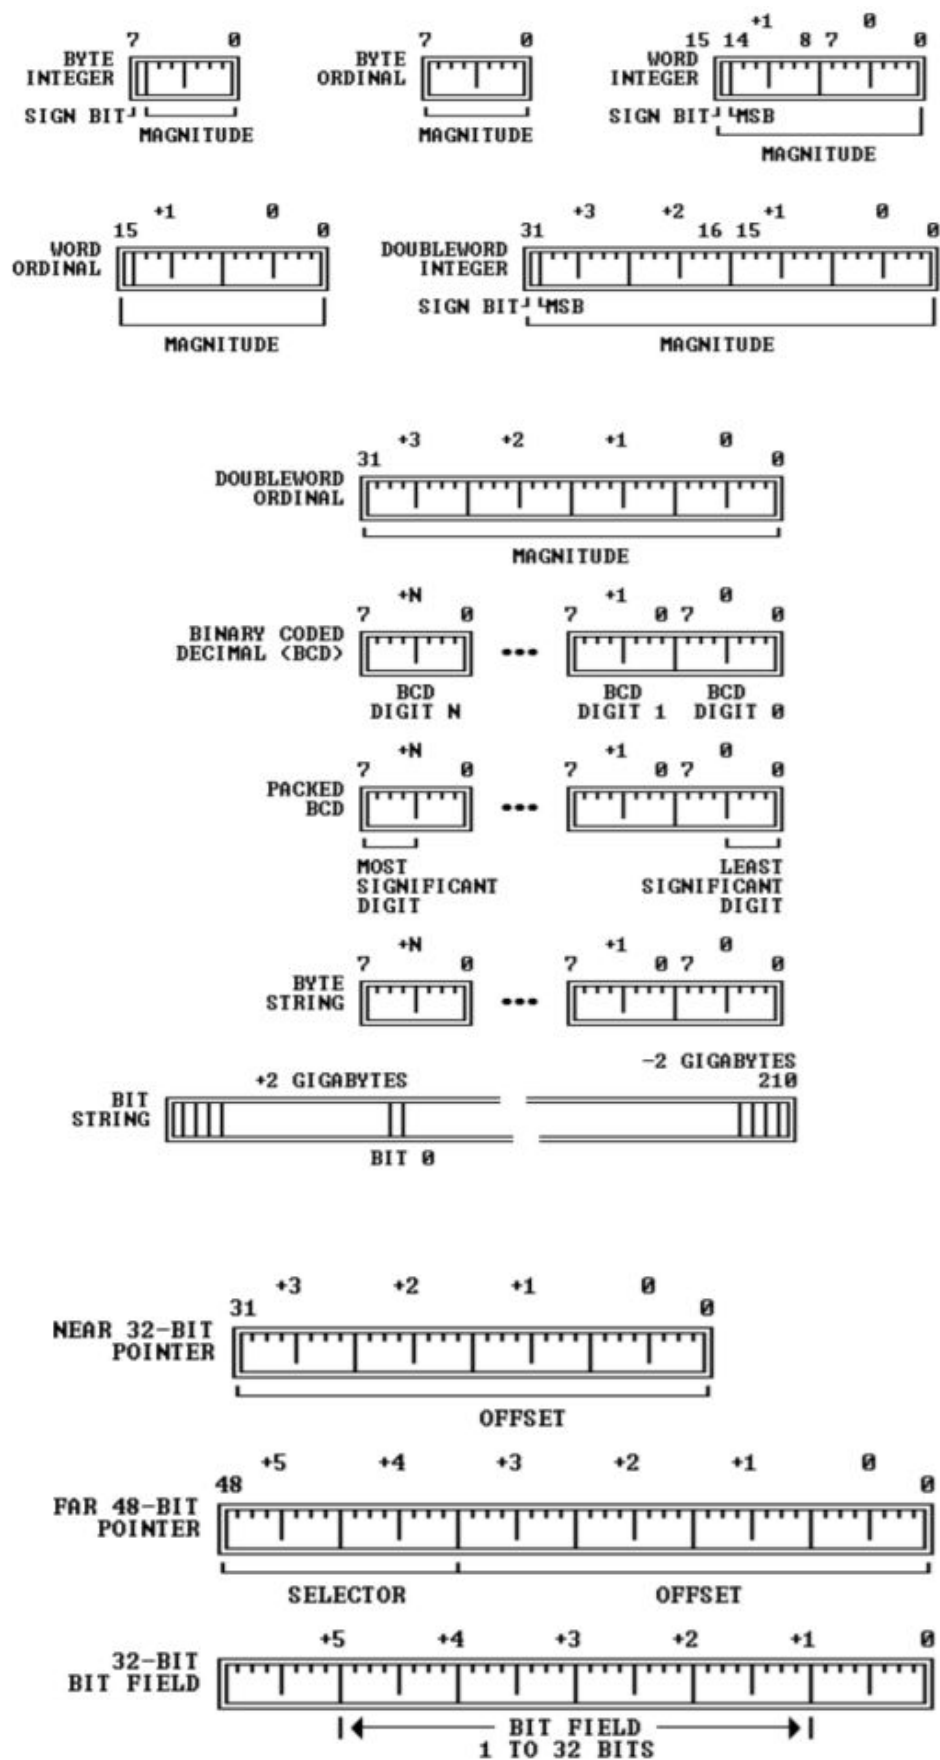 +1 0
7 0 7 0 15 14 8 7 0
BYTE INTEGER
BYTE ORDINAL
WORD INTEGER
SIGN BIT
MAGNITUDE
MAGNITUDE
SIGN BIT MSB
MAGNITUDE
+1 0
15 0
WORD ORDINAL
MAGNITUDE
+3 +2 +1 0
31 16 15 0
DOUBLEWORD INTEGER
SIGN BIT MSB
MAGNITUDE
+3 +2 +1 0
31 0
DOUBLEWORD
ORDINAL
MAGNITUDE
+N +1 0
7 0 7 0 7 0
BINARY CODED
DECIMAL (BCD)
BCD BCD BCD
DIGIT N DIGIT 1 DIGIT 0
+N +1 0
7 0 7 0 7 0
PACKED
BCD
MOST LEAST
SIGNIFICANT SIGNIFICANT
DIGIT DIGIT
+N +1 0
7 0 7 0 7 0
BYTE
STRING
-2 GIGABYTES
+2 GIGABYTES 210
BIT
STRING
BIT 0
+3 +2 +1 0
31 0
NEAR 32-BIT
POINTER
OFFSET
+5 +4 +3 +2 +1 0
48 0
FAR 48-BIT
POINTER
SELECTOR OFFSET
+5 +4 +3 +2 +1 0
32-BIT
BIT FIELD
BIT FIELD
1 TO 32 BITS